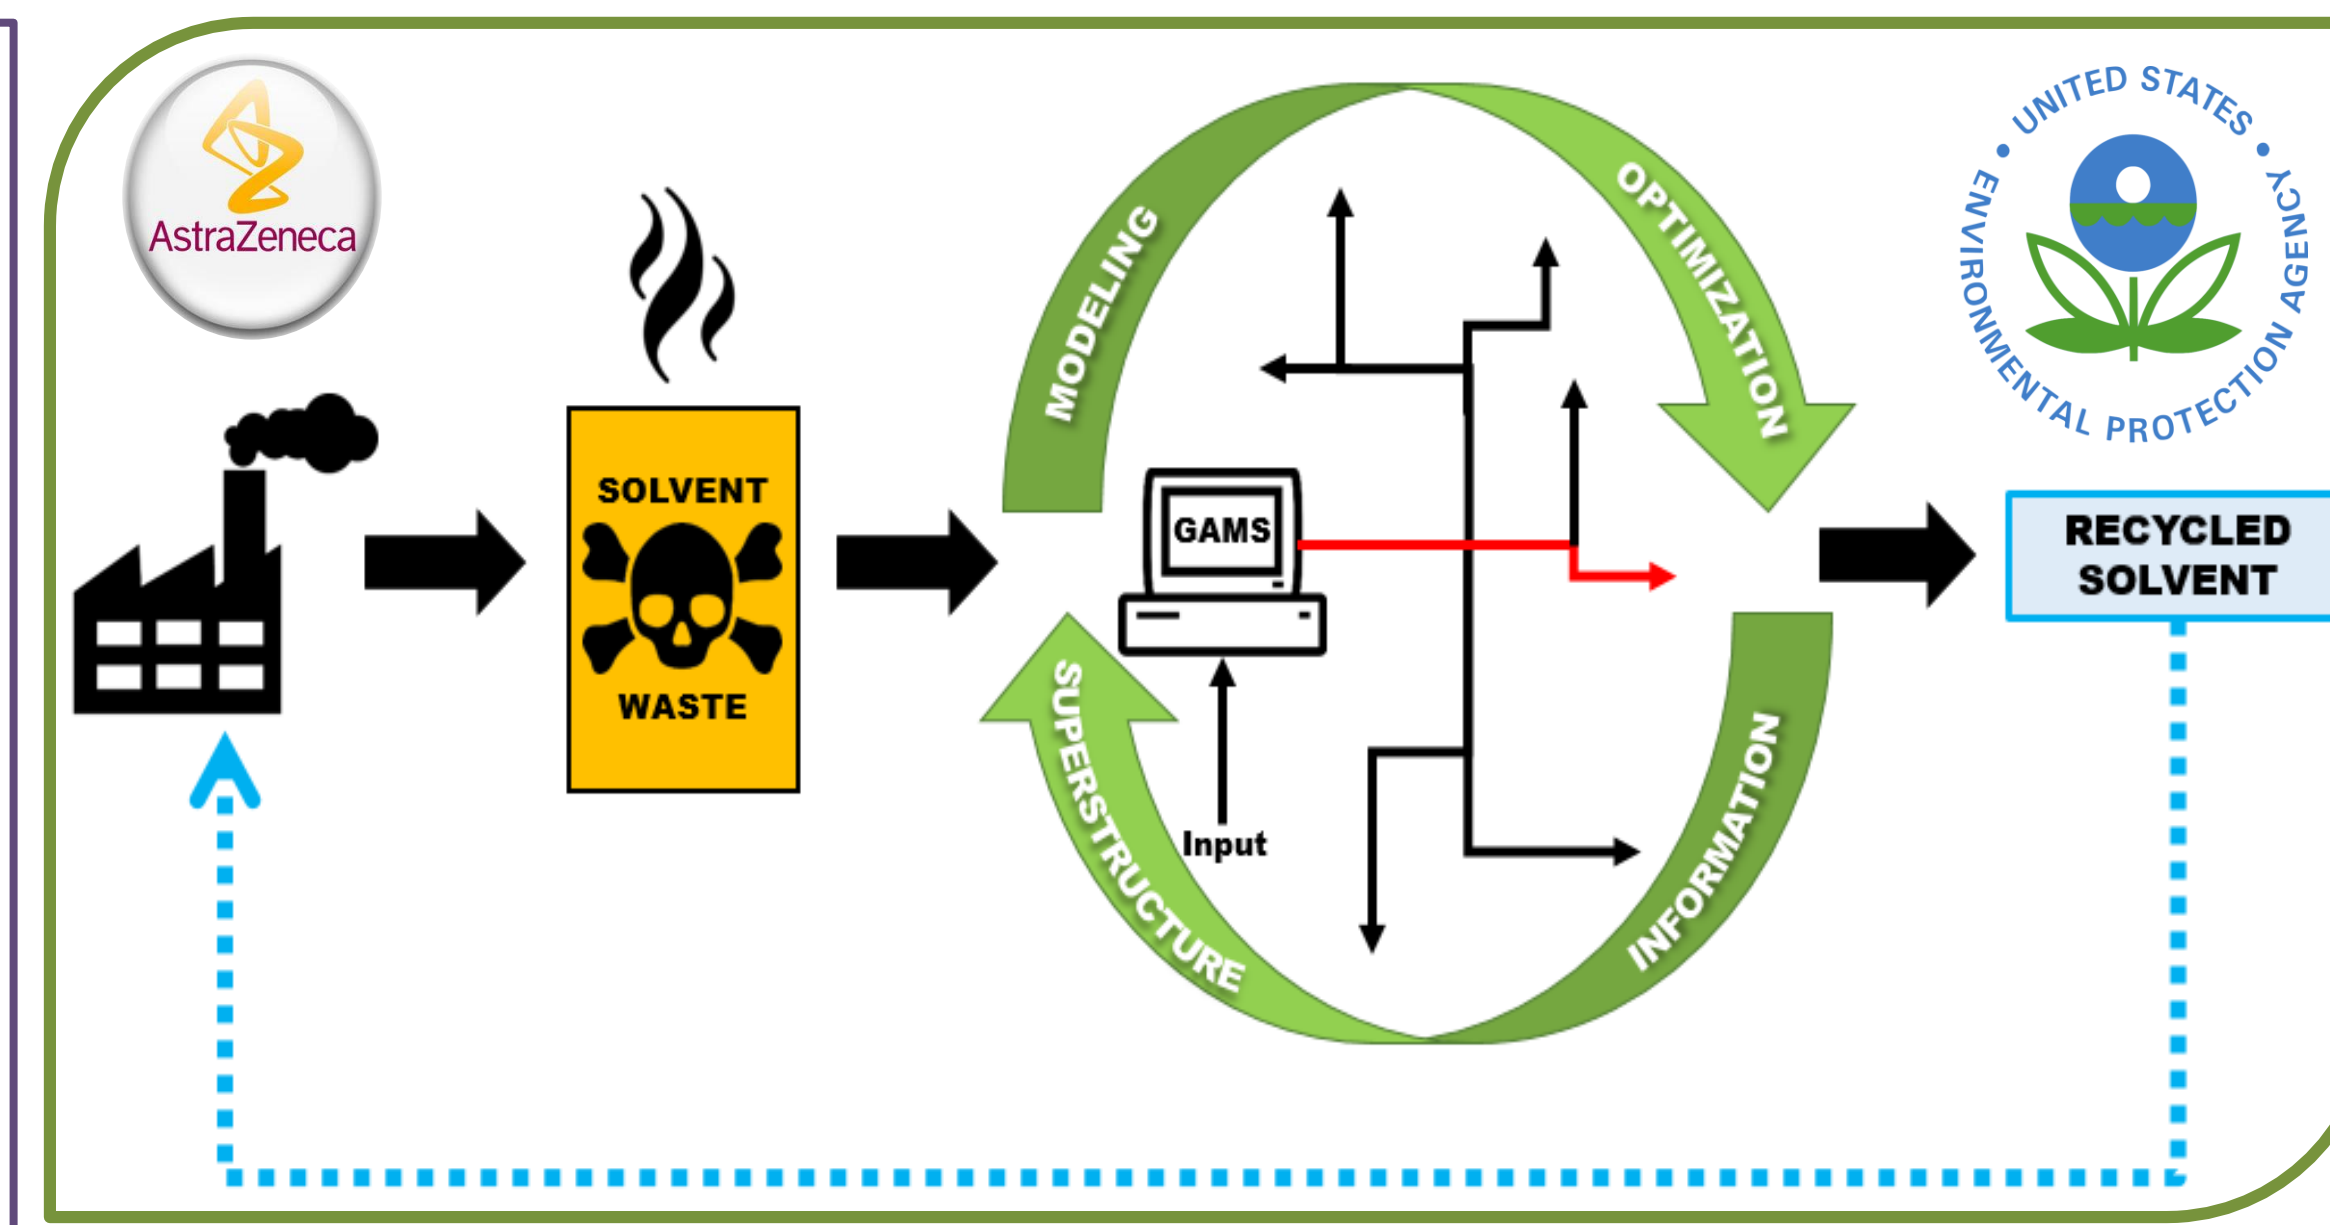 AstraZeneca
UNITED STATES
ENVIRONMENTAL PROTECTION AGENCY
SOLVENT
WASTE
MODELING
OPTIMIZATION
GAMS
Input
SUPERSTRUCTURE
INFORMATION
RECYCLED
SOLVENT